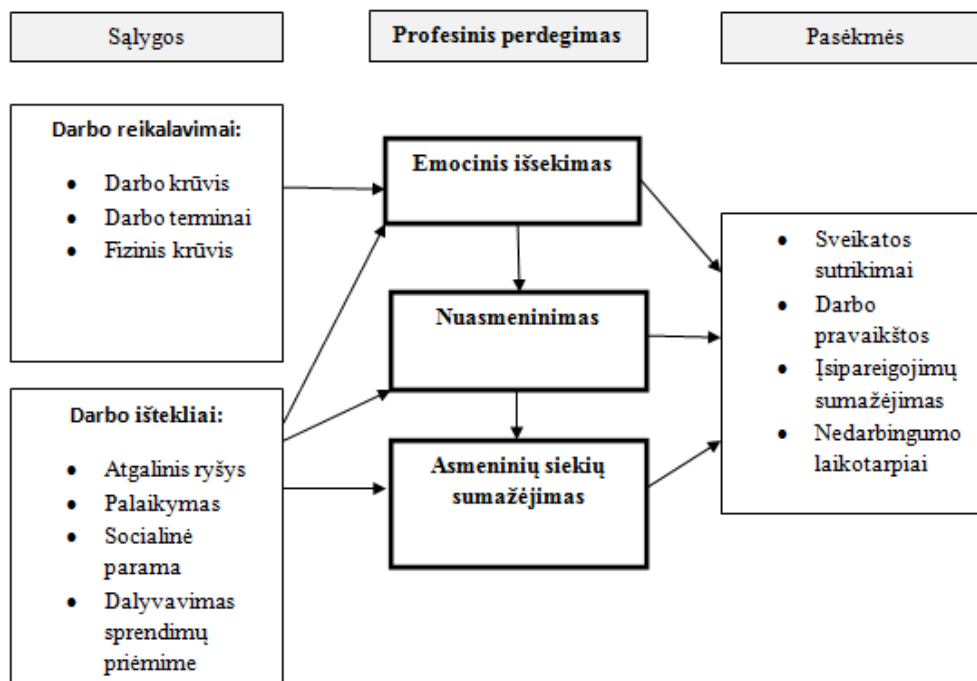 Sąlygos
Profesinis perdegimas
Pasėkmės
Darbo reikalavimai:
• Darbo krūvis
• Darbo terminai
• Fizinis krūvis
Darbo ištekliai:
• Atgalinis ryšys
• Palaikymas
• Socialinė
parama
• Dalyvavimas
sprendimų
priėmime
Emocinis išsekimas
Nuasmeninimas
Asmeninių siekių
sumažėjimas
• Sveikatos
sutrikimai
• Darbo
pravaikštos
• Įsipareigojimų
sumažėjimas
• Nedarbingumo
laikotarpiai